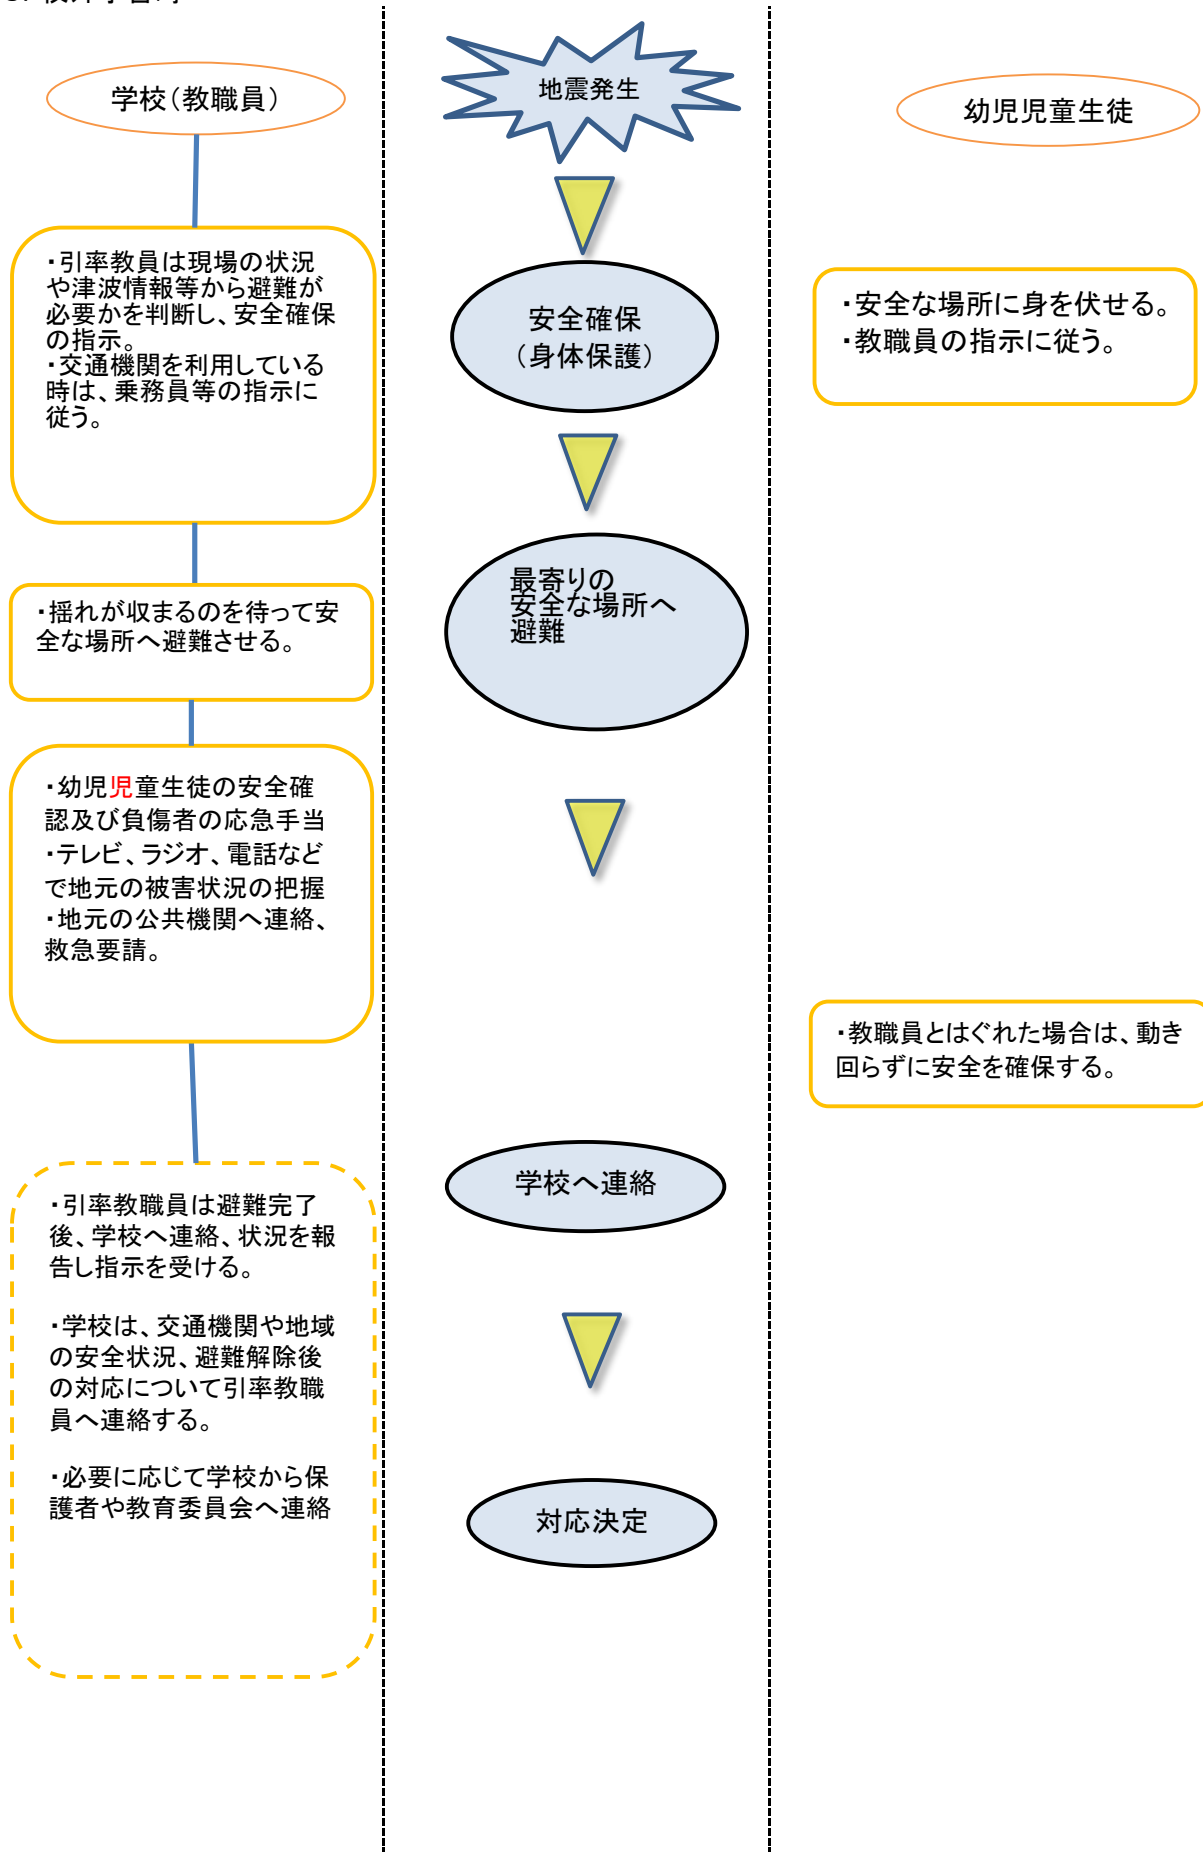 学校（教職員）
・引率教員は現場の状況
や津波情報等から避難が
必要かを判断し、安全確保
の指示。
・交通機関を利用している
時は、乗務員等の指示に
従う。
・揺れが収まるのを待って安
全な場所へ避難させる。
・幼児児童生徒の安全確
認及び負傷者の応急手当
・テレビ、ラジオ、電話など
で地元の被害状況の把握
・地元の公共機関へ連絡、
救急要請。
・引率教職員は避難完了
後、学校へ連絡、状況を報
告し指示を受ける。
・学校は、交通機関や地域
の安全状況、避難解除後
の対応について引率教職
員へ連絡する。
・必要に応じて学校から保
護者や教育委員会へ連絡
地震発生
安全確保
（身体保護）
最寄りの
安全な場所へ
避難
学校へ連絡
対応決定
幼児児童生徒
・安全な場所に身を伏せる。
・教職員の指示に従う。
・教職員とはぐれた場合は、動き
回らずに安全を確保する。